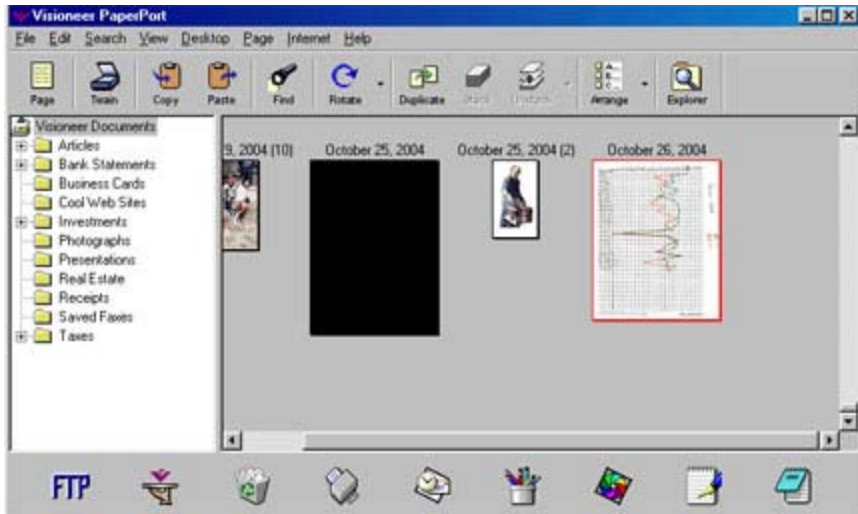 Visioneer PaperPort
File Edit Search View Desktop Page Internet Help
Page Twain Copy Paste Find Rotate Duplicate Stack Unstack Arrange Explorer
Visioneer Documents
Articles
Bank Statements
Business Cards
Cool Web Sites
Investments
Photographs
Presentations
Real Estate
Receipts
Saved Faxes
Taxes
9, 2004 (10) October 25, 2004 October 25, 2004 (2) October 26, 2004
FTP